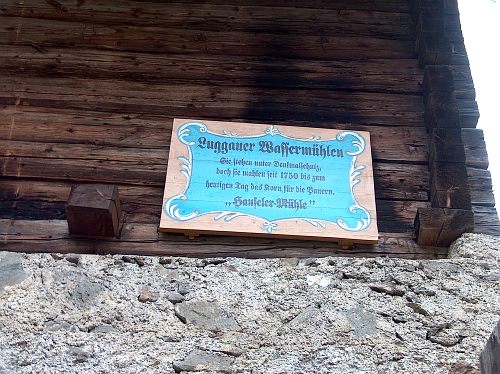 Luggauer Wassermühlen
Sie stehen unter Denkmalschutz,
doch sie mahlen seit 1750 bis zum
heutigen Tag das Korn für die Bauern.
„Hauseler-Mühle"